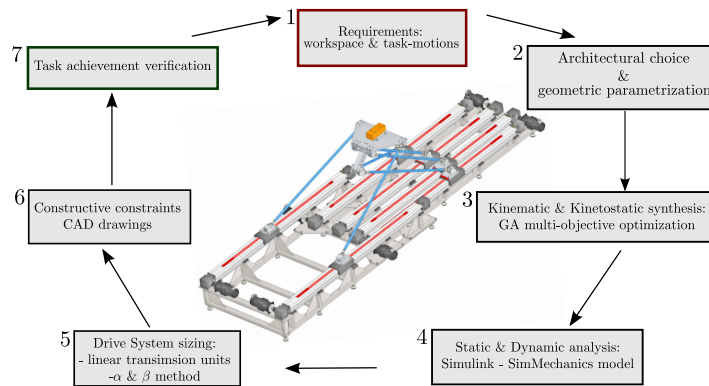 1
Requirements:
workspace & task-motions
2
Architectural choice
&
geometric parametrization
3
Kinematic & Kinetostatic synthesis:
GA multi-objective optimization
4
Static & Dynamic analysis:
Simulink - SimMechanics model
5
Drive System sizing:
- linear transimsion units
-α & β method
6
Constructive constraints
CAD drawings
7
Task achievement verification